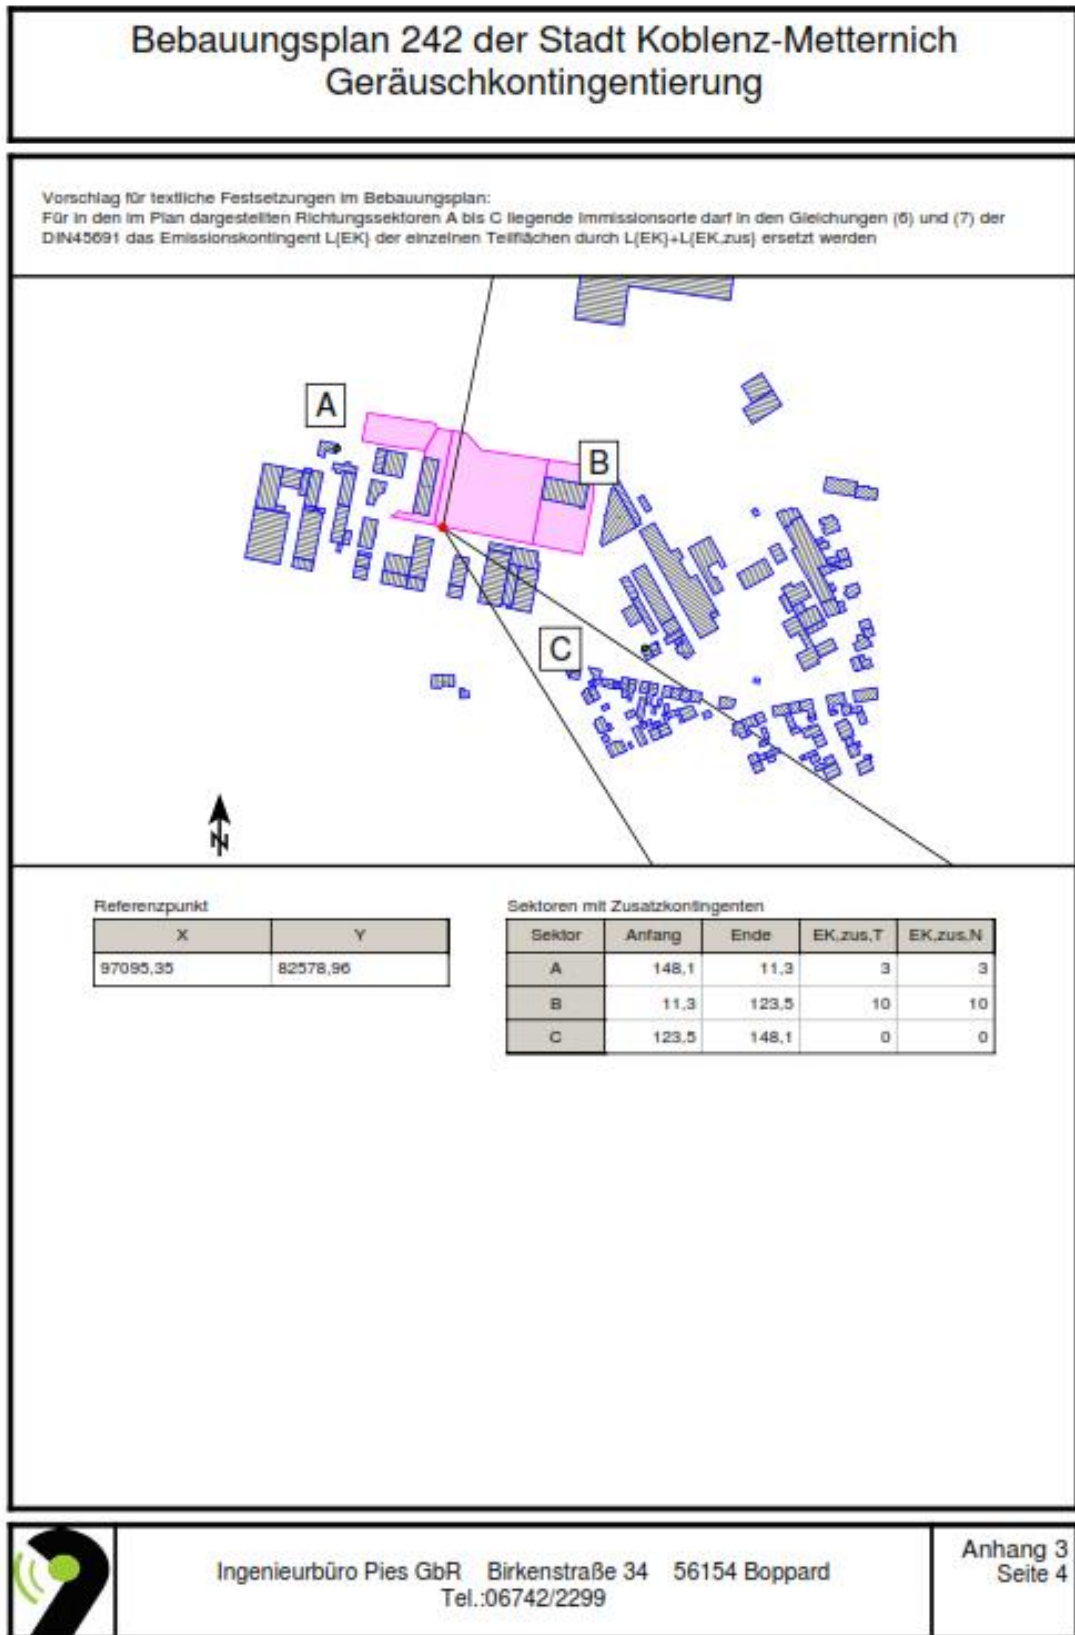 Bebauungsplan 242 der Stadt Koblenz-Metternich
Geräuschkontingentierung
Vorschlag für textliche Festsetzungen im Bebauungsplan:
Für in den im Plan dargestellten Richtungssektoren A bis C liegende Immissionsorte darf in den Gleichungen (6) und (7) der
DIN45691 das Emissionskontingent L{EK} der einzelnen Teilflächen durch L{EK}+L{EK,zus} ersetzt werden
A
B
C
N
Referenzpunkt
X Y
97095,35 82578,96
Sektoren mit Zusatzkontingenten
Sektor Anfang Ende EK,zus,T EK,zus,N
A 148,1 11,3 3 3
B 11,3 123,5 10 10
C 123,5 148,1 0 0
Ingenieurbüro Pies GbR Birkenstraße 34 56154 Boppard
Tel.:06742/2299
Anhang 3
Seite 4